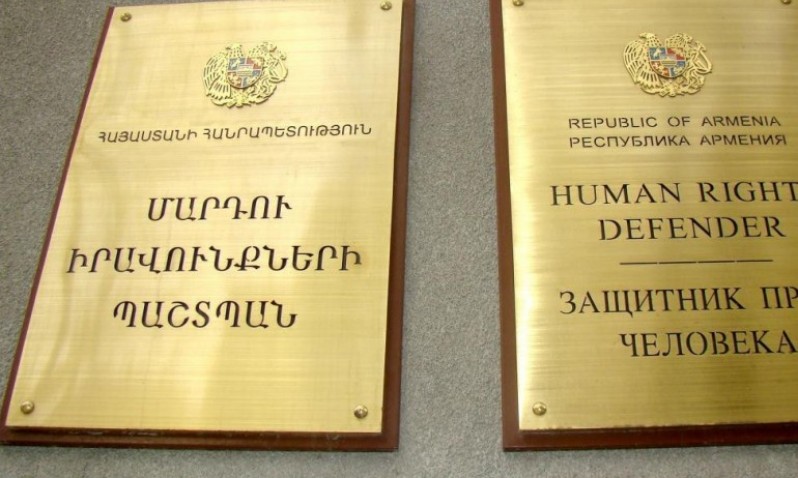 ՀԱՅԱՍՏԱՆԻ ՀԱՆՐԱՊԵՏՈՒԹՅՈՒՆ
ՄԱՐԴՈՒ
ԻՐԱՎՈՒՆՔՆԵՐԻ
ՊԱՇՏՊԱՆ
REPUBLIC OF ARMENIA
РЕСПУБЛИКА АРМЕНИЯ
HUMAN RIGHT
DEFENDER
ЗАЩИТНИК ПР
ЧЕЛОВЕКА